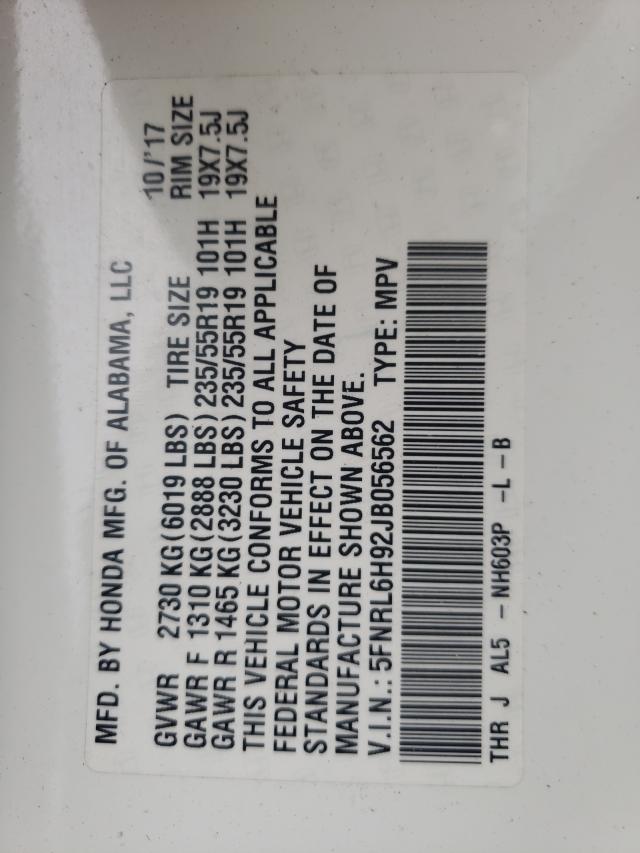 MFD. BY HONDA MFG. OF ALABAMA, LLC 10/'17
GVWR 2730 KG(6019 LBS) TIRE SIZE RIM SIZE
GAWR F 1310 KG(2888 LBS) 235/55R19 101H 19X7.5J
GAWR R 1465 KG(3230 LBS) 235/55R19 101H 19X7.5J
THIS VEHICLE CONFORMS TO ALL APPLICABLE
FEDERAL MOTOR VEHICLE SAFETY
STANDARDS IN EFFECT ON THE DATE OF
MANUFACTURE SHOWN ABOVE.
V.I.N.: 5FNRL6H92JB056562 TYPE: MPV
THR J AL5 - NH603P -L - B